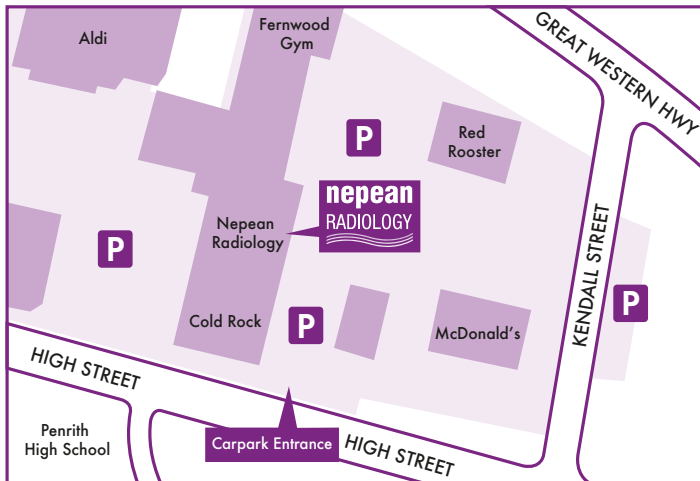 Aldi
Fernwood
Gym
GREAT WESTERN HWY
P
Red
Rooster
nepean
RADIOLOGY
Nepean
Radiology
P
KENDALL STREET
P
Cold Rock
P
McDonald's
HIGH STREET
Penrith
High School
Carpark Entrance
HIGH STREET